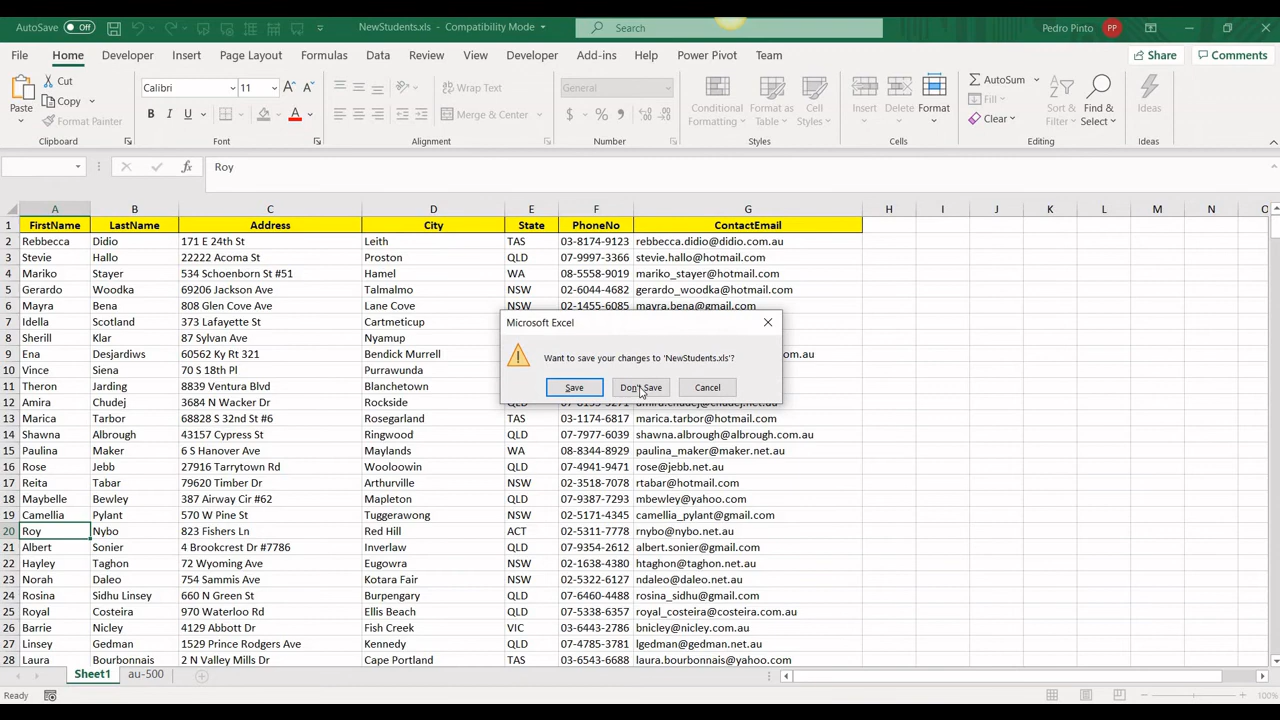 AutoSave Off NewStudents.xls - Compatibility Mode Search Pedro Pinto PP
File Home Developer Insert Page Layout Formulas Data Review View Developer Add-ins Help Power Pivot Team Share Comments
Paste Cut Copy Format Painter
Calibri 11
B I U A
Wrap Text
Merge & Center
General
$ %
Conditional Formatting Format as Table Cell Styles
Insert Delete Format
AutoSum Fill Clear
Sort & Filter Find & Select
Ideas
Clipboard Font Alignment Number Styles Cells Editing Ideas
fx Roy
A B C D E F G H I J K L M N O
1 FirstName LastName Address City State PhoneNo ContactEmail
2 Rebbecca Didio 171 E 24th St Leith TAS 03-8174-9123 rebbecca.didio@didio.com.au
3 Stevie Hallo 22222 Acoma St Proston QLD 07-9997-3366 stevie.hallo@hotmail.com
4 Mariko Stayer 534 Schoenborn St #51 Hamel WA 08-5558-9019 mariko_stayer@hotmail.com
5 Gerardo Woodka 69206 Jackson Ave Talmalmo NSW 02-6044-4682 gerardo_woodka@hotmail.com
6 Mayra Bena 808 Glen Cove Ave Lane Cove NSW 02-1455-6085 mayra.bena@gmail.com
7 Idella Scotland 373 Lafayette St Cartmeticup
8 Sherill Klar 87 Sylvan Ave Nyamup
9 Ena Desjardiws 60562 Ky Rt 321 Bendick Murrell om.au
10 Vince Siena 70 S 18th Pl Purrawunda
11 Theron Jarding 8839 Ventura Blvd Blanchetown
12 Amira Chudej 3684 N Wacker Dr Rockside QLD 07-8135-3271 amira.chudej@chudej.net.au
13 Marica Tarbor 68828 S 32nd St #6 Rosegarland TAS 03-1174-6817 marica.tarbor@hotmail.com
14 Shawna Albrough 43157 Cypress St Ringwood QLD 07-7977-6039 shawna.albrough@albrough.com.au
15 Paulina Maker 6 S Hanover Ave Maylands WA 08-8344-8929 paulina_maker@maker.net.au
16 Rose Jebb 27916 Tarrytown Rd Wooloowin QLD 07-4941-9471 rose@jebb.net.au
17 Reita Tabar 79620 Timber Dr Arthurville NSW 02-3518-7078 rtabar@hotmail.com
18 Maybelle Bewley 387 Airway Cir #62 Mapleton QLD 07-9387-7293 mbewley@yahoo.com
19 Camellia Pylant 570 W Pine St Tuggerawong NSW 02-5171-4345 camellia_pylant@gmail.com
20 Roy Nybo 823 Fishers Ln Red Hill ACT 02-5311-7778 rnybo@nybo.net.au
21 Albert Sonier 4 Brookcrest Dr #7786 Inverlaw QLD 07-9354-2612 albert.sonier@gmail.com
22 Hayley Taghon 72 Wyoming Ave Eugowra NSW 02-1638-4380 htaghon@taghon.net.au
23 Norah Daleo 754 Sammis Ave Kotara Fair NSW 02-5322-6127 ndaleo@daleo.net.au
24 Rosina Sidhu Linsey 660 N Green St Burpengary QLD 07-6460-4488 rosina_sidhu@gmail.com
25 Royal Costeira 970 Waterloo Rd Ellis Beach QLD 07-5338-6357 royal_costeira@costeira.com.au
26 Barrie Nicley 4129 Abbott Dr Fish Creek VIC 03-6443-2786 bnicley@nicley.com.au
27 Linsey Gedman 1529 Prince Rodgers Ave Kennedy QLD 07-4785-3781 lgedman@gedman.net.au
28 Laura Bourbonnais 2 N Valley Mills Dr Cape Portland TAS 03-6543-6688 laura.bourbonnais@yahoo.com
Microsoft Excel
Want to save your changes to 'NewStudents.xls'?
Save Don't Save Cancel
Sheet1 au-500
Ready 100%